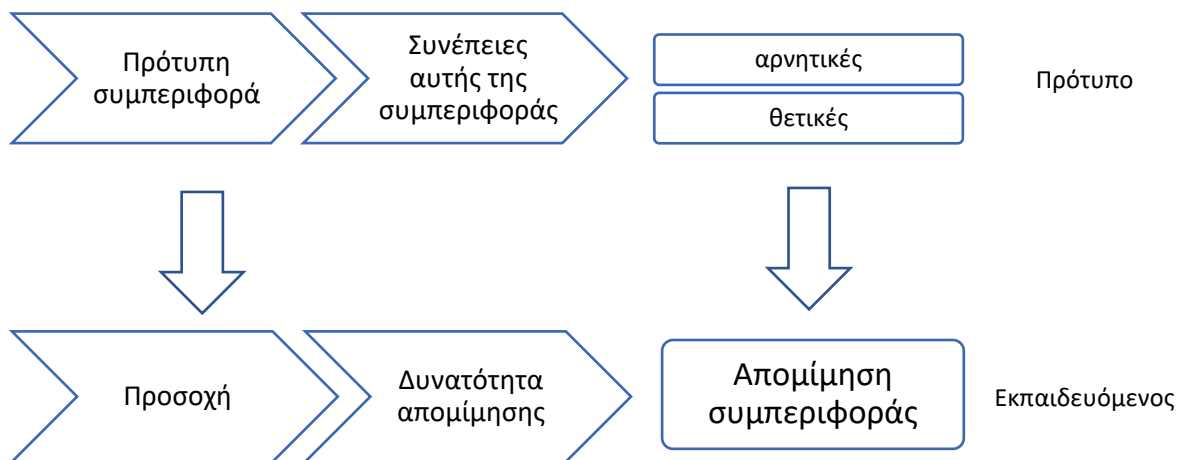 Πρότυπη
συμπεριφορά
Συνέπειες
αυτής της
συμπεριφοράς
αρνητικές
θετικές
Πρότυπο
Προσοχή
Δυνατότητα
απομίμησης
Απομίμηση
συμπεριφοράς
Εκπαιδευόμενος